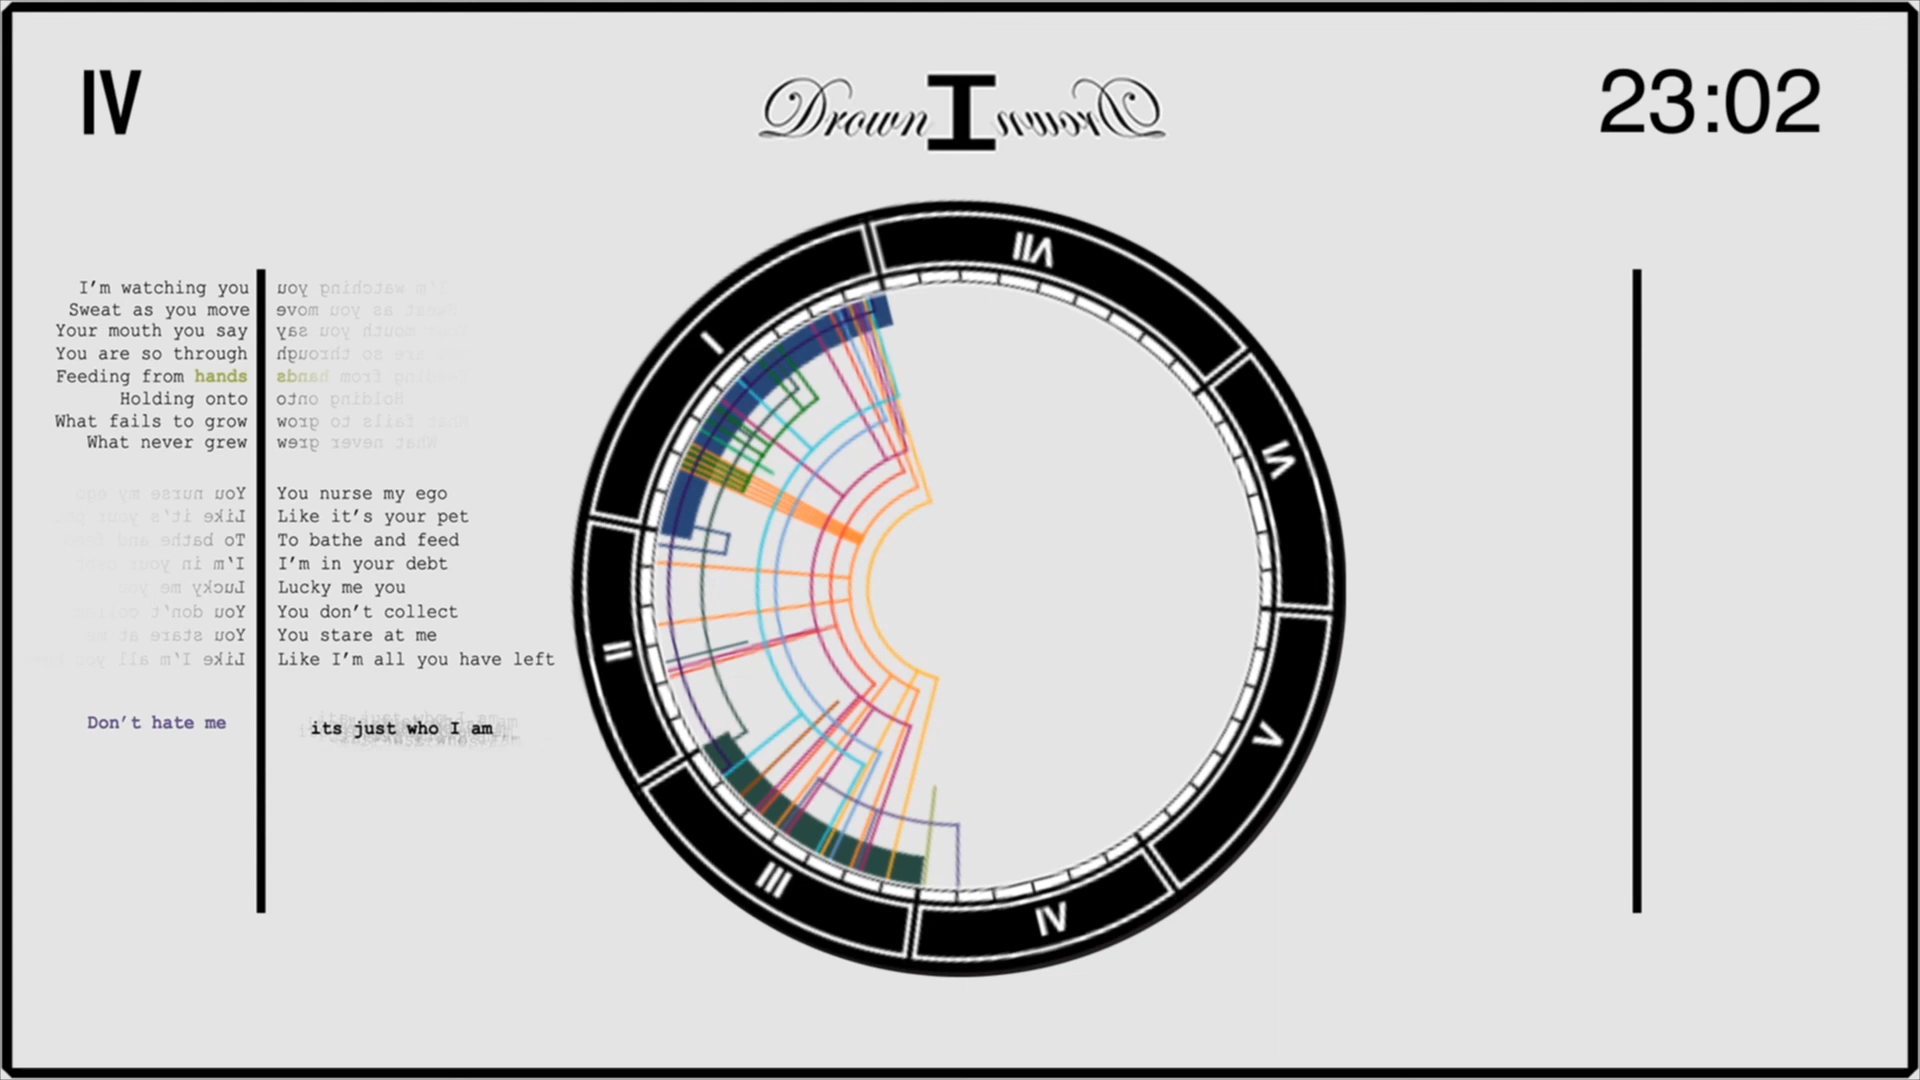 IV
Drown I Drown
23:02
I’m watching you
Sweat as you move
Your mouth you say
You are so through
Feeding from hands
Holding onto
What fails to grow
What never grew
You nurse my ego
Like it’s your pet
To bathe and feed
I’m in your debt
Lucky me you
You don’t collect
You stare at me
Like I’m all you have left
Don’t hate me
its just who I am
VII
I
VI
II
V
III
IV